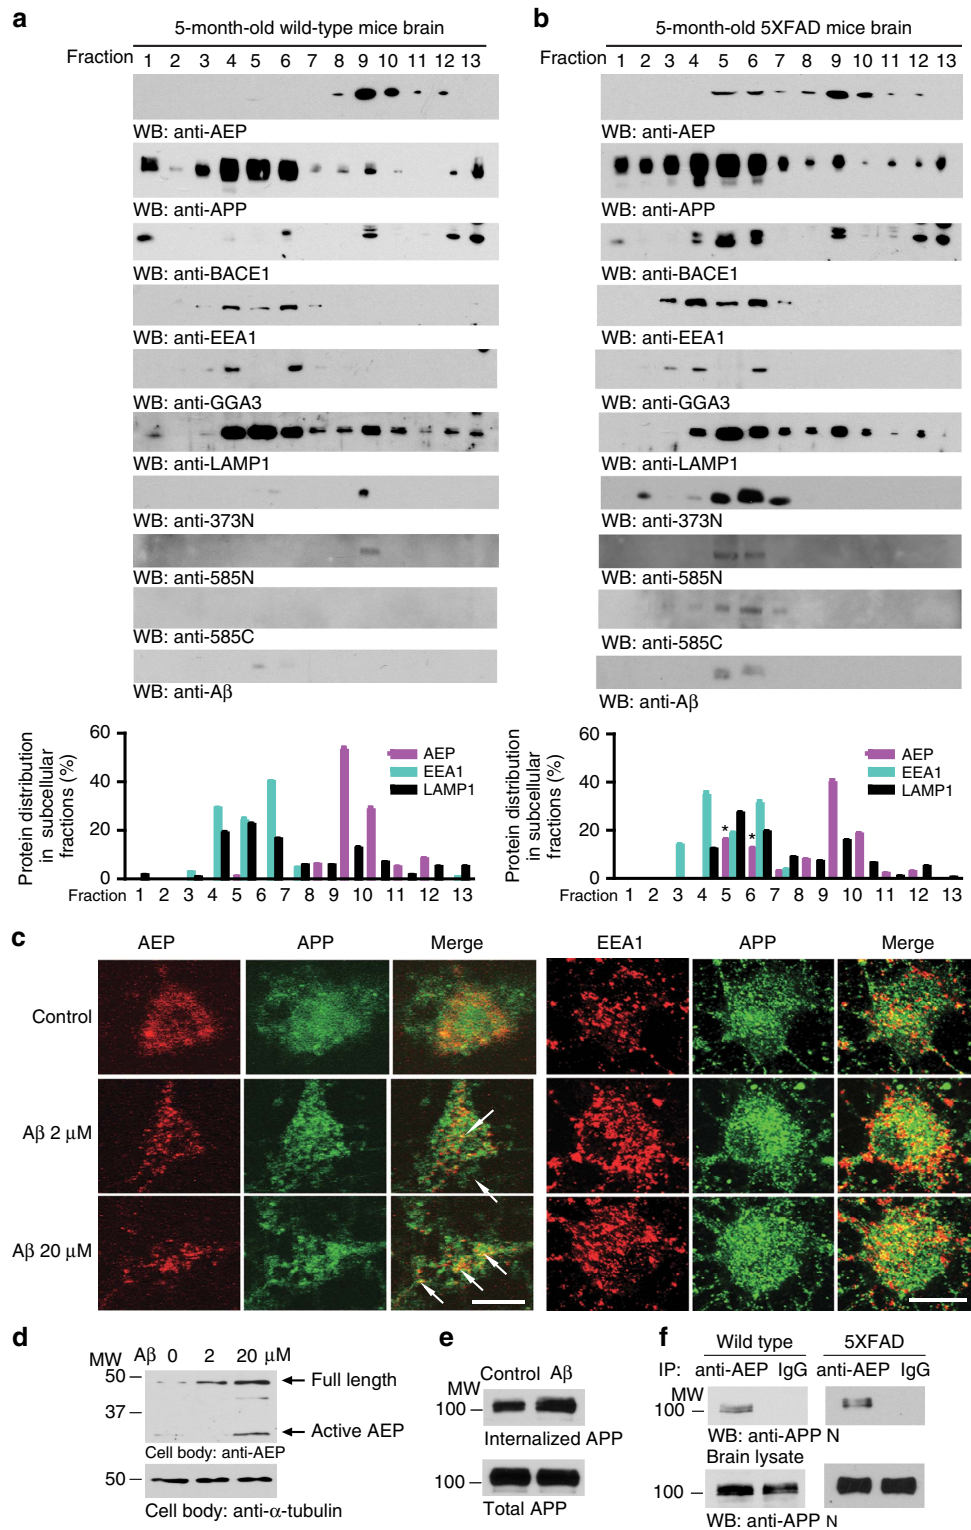 a
5-month-old wild-type mice brain
Fraction 1 2 3 4 5 6 7 8 9 10 11 12 13
WB: anti-AEP
WB: anti-APP
WB: anti-BACE1
WB: anti-EEA1
WB: anti-GGA3
WB: anti-LAMP1
WB: anti-373N
WB: anti-585N
WB: anti-585C
WB: anti-Aβ
Protein distribution in subcellular fractions (%)
60
40
20
0
AEP
EEA1
LAMP1
Fraction 1 2 3 4 5 6 7 8 9 10 11 12 13
b
5-month-old 5XFAD mice brain
Fraction 1 2 3 4 5 6 7 8 9 10 11 12 13
WB: anti-AEP
WB: anti-APP
WB: anti-BACE1
WB: anti-EEA1
WB: anti-GGA3
WB: anti-LAMP1
WB: anti-373N
WB: anti-585N
WB: anti-585C
WB: anti-Aβ
Protein distribution in subcellular fractions (%)
60
40
20
0
AEP
EEA1
LAMP1
* *
Fraction 1 2 3 4 5 6 7 8 9 10 11 12 13
c
AEP APP Merge EEA1 APP Merge
Control
Aβ 2 μM
Aβ 20 μM
d
Aβ 0 2 20 μM
MW
50
37
Full length
Active AEP
Cell body: anti-AEP
50
Cell body: anti-α-tubulin
e
Control Aβ
MW
100
Internalized APP
100
Total APP
f
Wild type 5XFAD
IP: anti-AEP IgG anti-AEP IgG
MW
100
WB: anti-APP N
Brain lysate
100
WB: anti-APP N